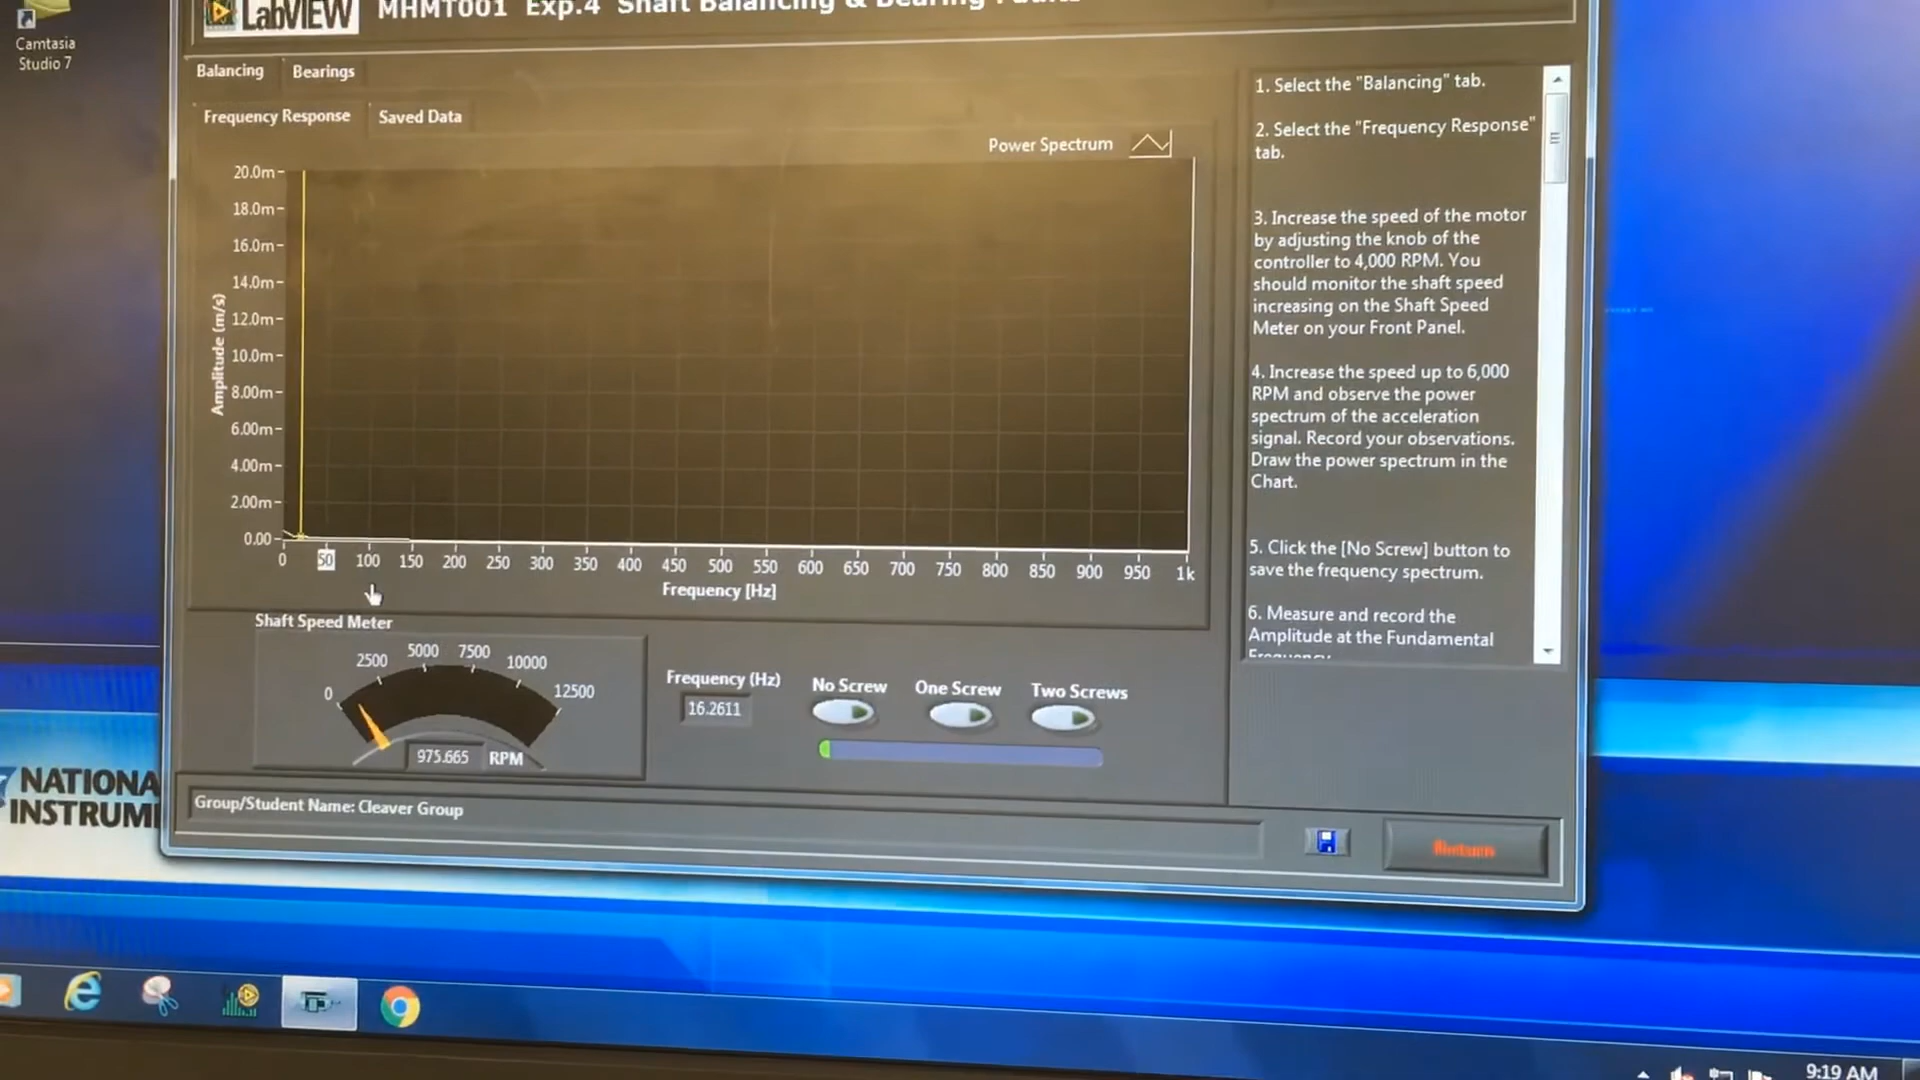 Camtasia
Studio 7
LabVIEW
MHMT001 Exp.4 Shaft Balancing & Bearing Faults
Balancing
Bearings
Frequency Response
Saved Data
Power Spectrum
Amplitude (m/s)
20.0m
18.0m
16.0m
14.0m
12.0m
10.0m
8.00m
6.00m
4.00m
2.00m
0.00
0 50 100 150 200 250 300 350 400 450 500 550 600 650 700 750 800 850 900 950 1k
Frequency [Hz]
1. Select the "Balancing" tab.
2. Select the "Frequency Response"
tab.
3. Increase the speed of the motor
by adjusting the knob of the
controller to 4,000 RPM. You
should monitor the shaft speed
increasing on the Shaft Speed
Meter on your Front Panel.
4. Increase the speed up to 6,000
RPM and observe the power
spectrum of the acceleration
signal. Record your observations.
Draw the power spectrum in the
Chart.
5. Click the [No Screw] button to
save the frequency spectrum.
6. Measure and record the
Amplitude at the Fundamental
Frequency
Shaft Speed Meter
0 2500 5000 7500 10000 12500
975.665 RPM
Frequency (Hz)
16.2611
No Screw
One Screw
Two Screws
Group/Student Name: Cleaver Group
Return
NATIONA
INSTRUM
9:19 AM